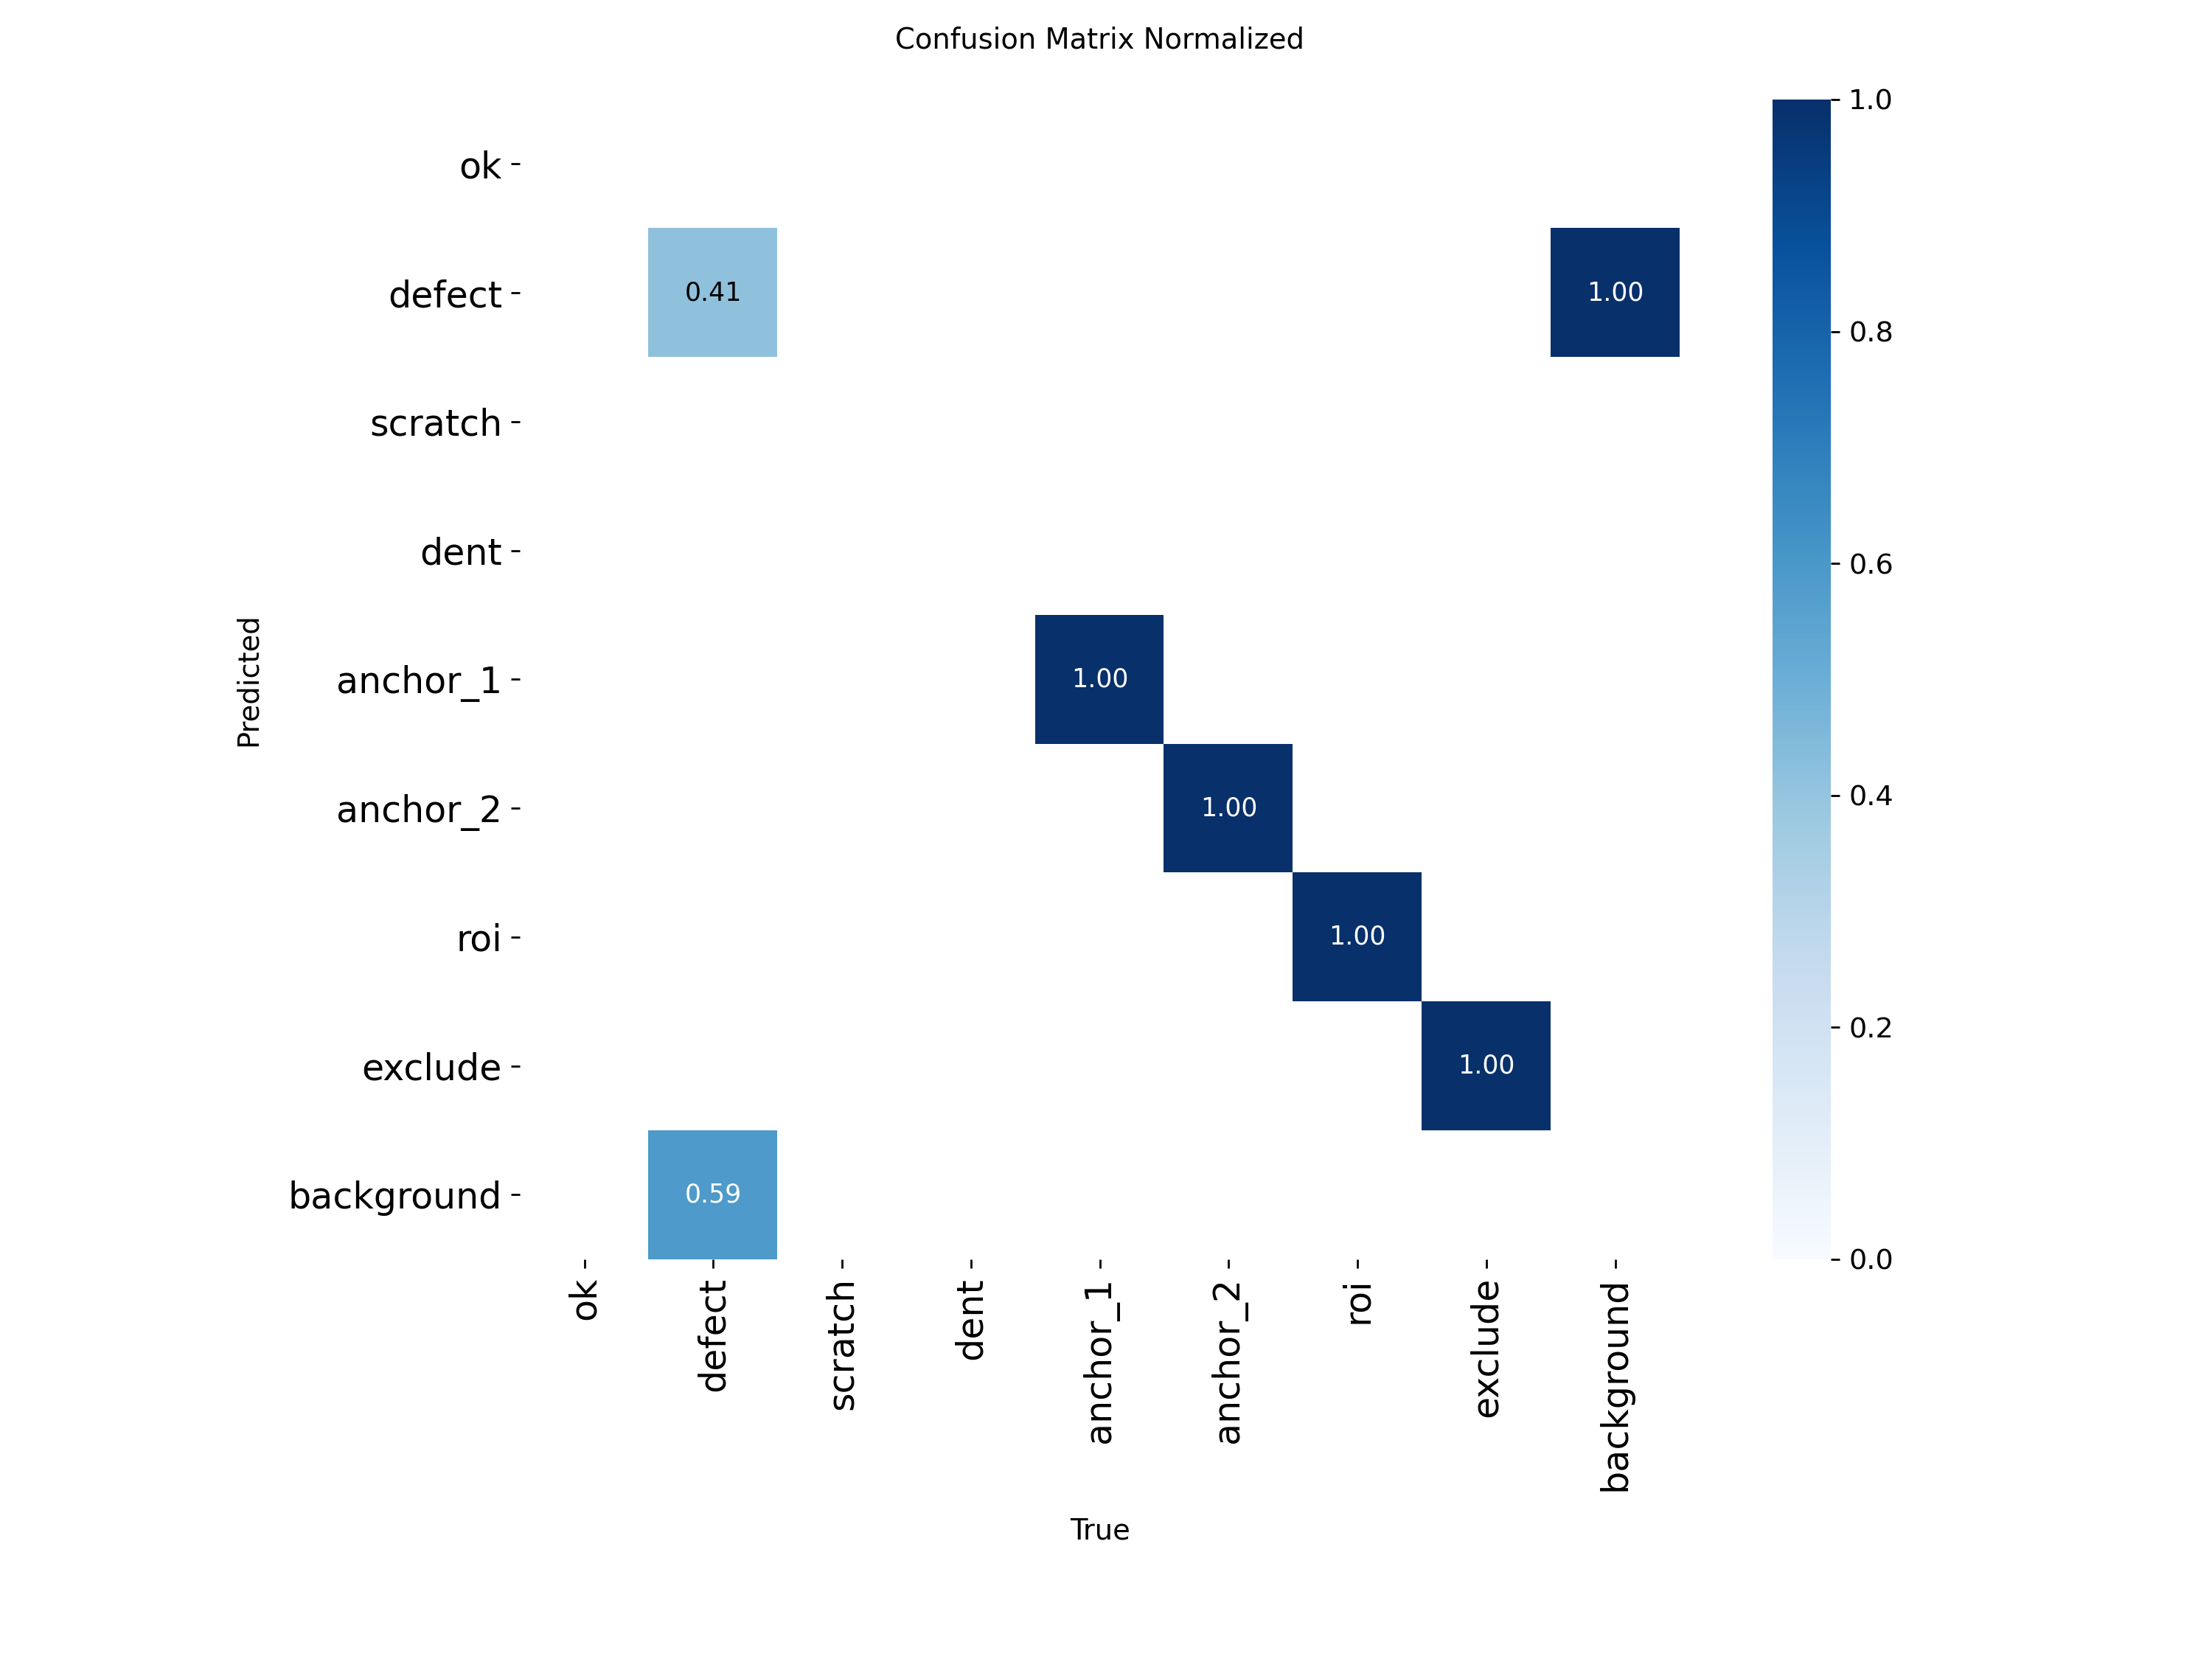 Confusion Matrix Normalized
1.0
ok
defect
0.41
1.00
0.8
scratch
dent
0.6
Predicted
anchor_1
1.00
anchor_2
1.00
0.4
roi
1.00
exclude
1.00
0.2
background
0.59
0.0
ok
defect
scratch
dent
anchor_1
anchor_2
roi
exclude
background
True